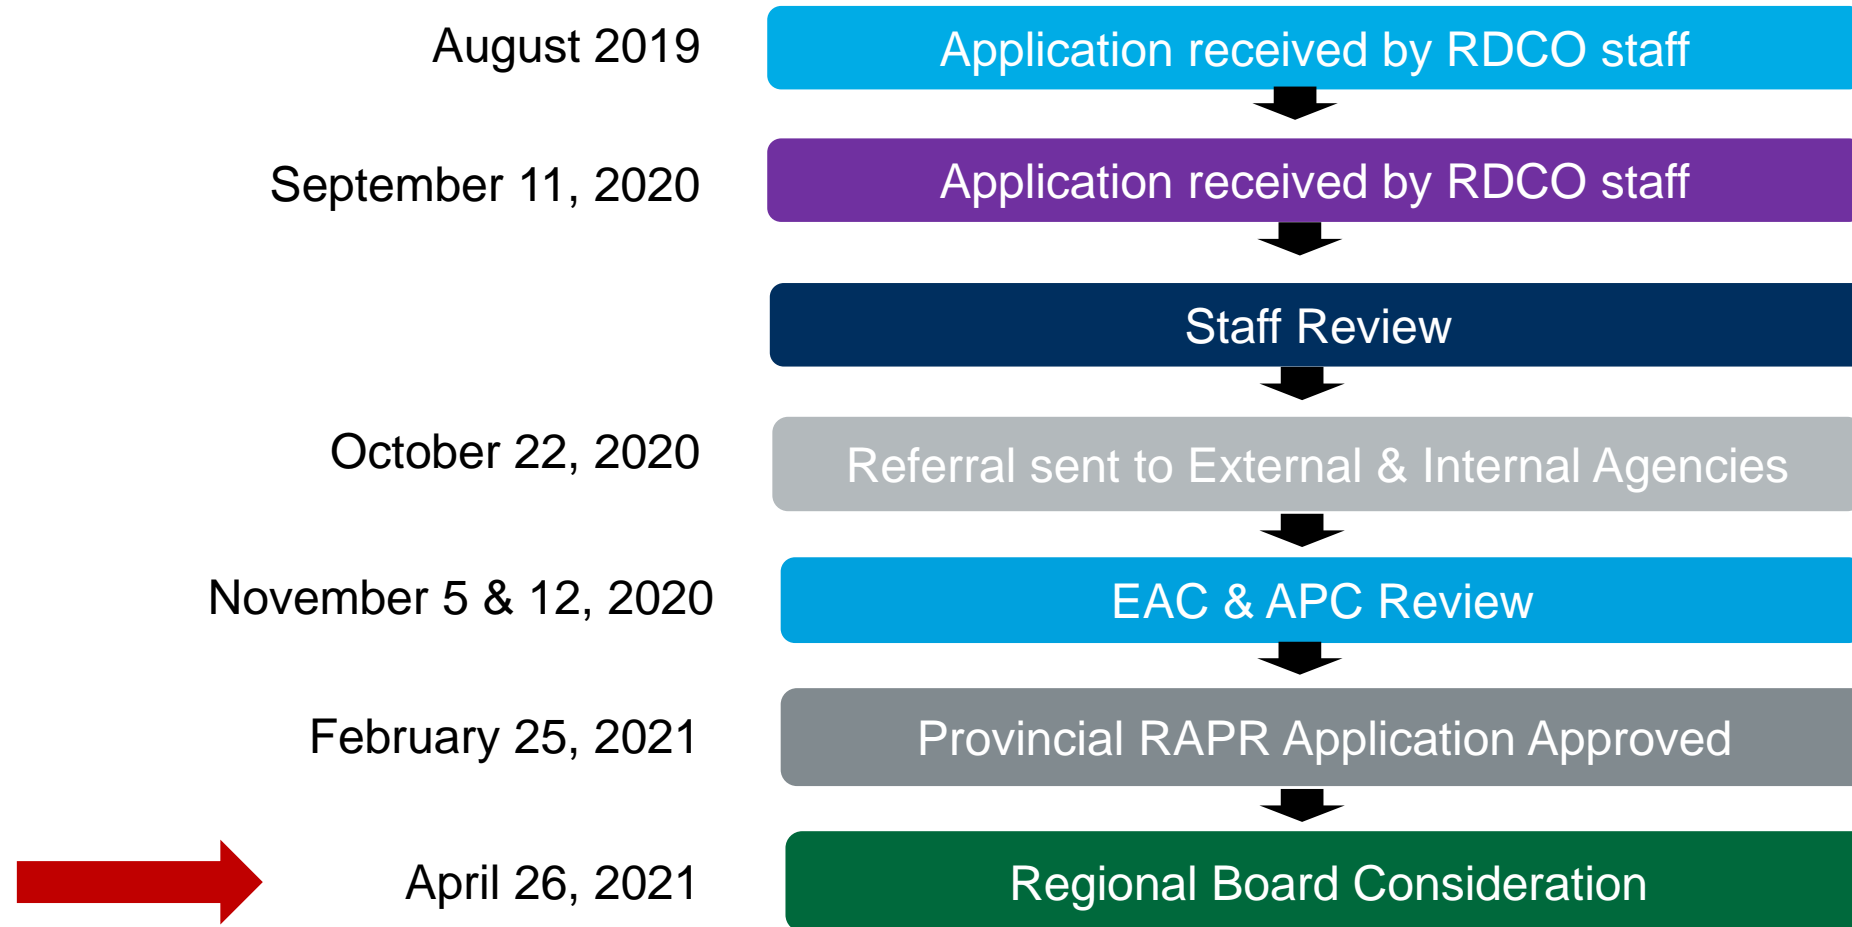 August 2019
Application received by RDCO staff
September 11, 2020
Application received by RDCO staff
Staff Review
October 22, 2020
Referral sent to External & Internal Agencies
November 5 & 12, 2020
EAC & APC Review
February 25, 2021
Provincial RAPR Application Approved
April 26, 2021
Regional Board Consideration